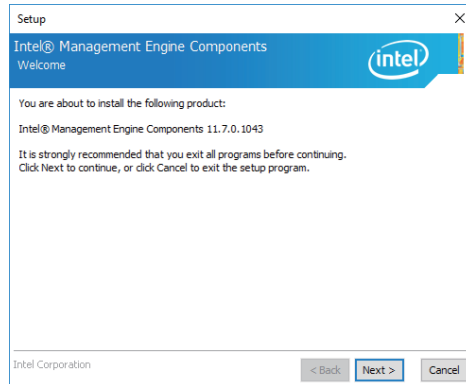 Setup
Intel® Management Engine Components
Welcome
intel
You are about to install the following product:
Intel® Management Engine Components 11.7.0.1043
It is strongly recommended that you exit all programs before continuing.
Click Next to continue, or click Cancel to exit the setup program.
Intel Corporation
< Back
Next >
Cancel